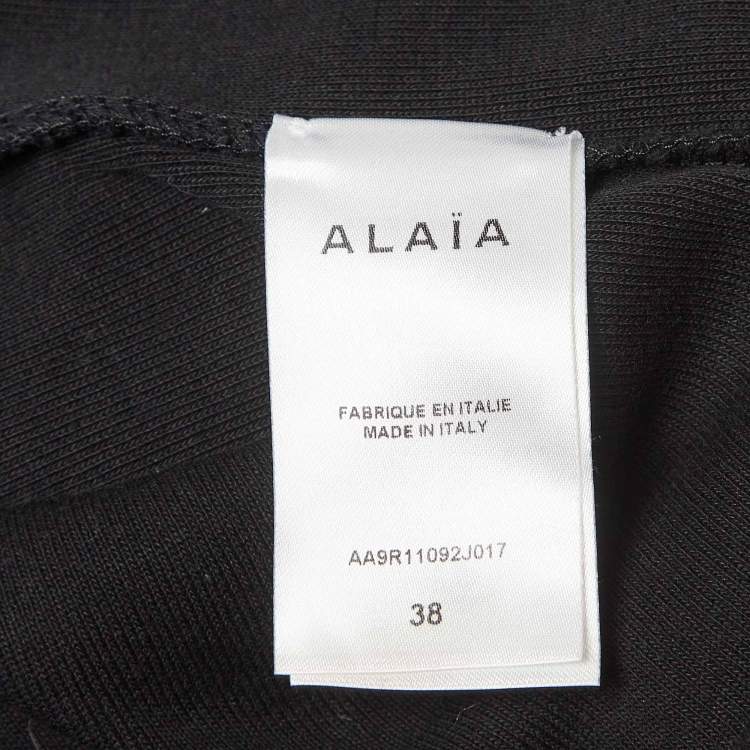 ALAÏA
FABRIQUE EN ITALIE
MADE IN ITALY
AA9R11092J017
38